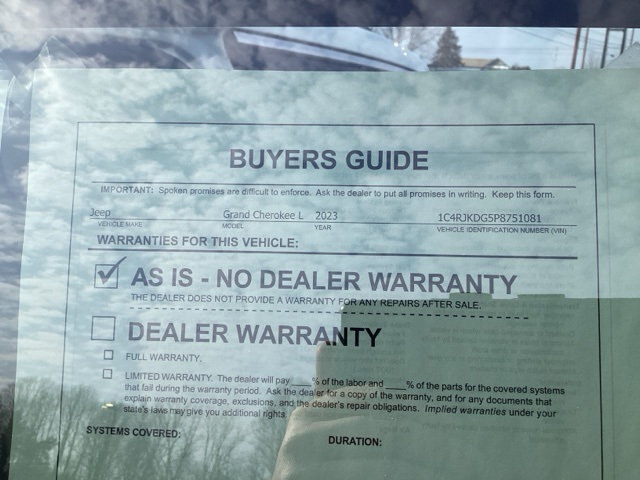 BUYERS GUIDE
IMPORTANT: Spoken promises are difficult to enforce. Ask the dealer to put all promises in writing. Keep this form.
Jeep Grand Cherokee L 2023 1C4RJKDG5P8751081
VEHICLE MAKE MODEL YEAR VEHICLE IDENTIFICATION NUMBER (VIN)
WARRANTIES FOR THIS VEHICLE:
AS IS - NO DEALER WARRANTY
THE DEALER DOES NOT PROVIDE A WARRANTY FOR ANY REPAIRS AFTER SALE.
DEALER WARRANTY
FULL WARRANTY.
LIMITED WARRANTY. The dealer will pay ____% of the labor and ____% of the parts for the covered systems
that fail during the warranty period. Ask the dealer for a copy of the warranty, and for any documents that
explain warranty coverage, exclusions, and the dealer's repair obligations. Implied warranties under your
state's laws may give you additional rights.
SYSTEMS COVERED: DURATION: